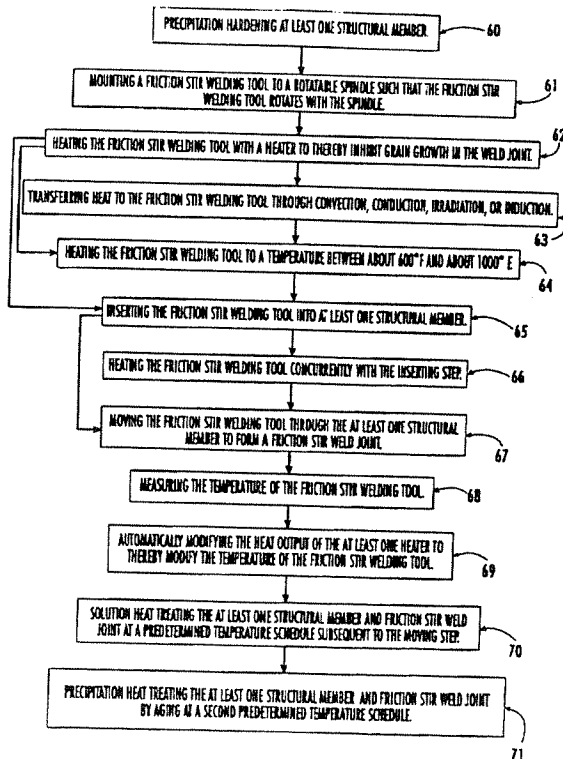 PRECIPITATION HARDENING AT LEAST ONE STRUCTURAL MEMBER.
60
MOUNTING A FRICTION STIR WELDING TOOL TO A ROTATABLE SPINDLE SUCH THAT THE FRICTION STIR
WELDING TOOL ROTATES WITH THE SPINDLE.
61
HEATING THE FRICTION STIR WELDING TOOL WITH A HEATER TO THEREBY INHIBIT GRAIN GROWTH IN THE WELD JOINT.
62
TRANSFERRING HEAT TO THE FRICTION STIR WELDING TOOL THROUGH CONVECTION, CONDUCTION, IRRADIATION, OR INDUCTION.
63
HEATING THE FRICTION STIR WELDING TOOL TO A TEMPERATURE BETWEEN ABOUT 600°F AND ABOUT 1000° F.
64
INSERTING THE FRICTION STIR WELDING TOOL INTO AT LEAST ONE STRUCTURAL MEMBER.
65
HEATING THE FRICTION STIR WELDING TOOL CONCURRENTLY WITH THE INSERTING STEP.
66
MOVING THE FRICTION STIR WELDING TOOL THROUGH THE AT LEAST ONE STRUCTURAL
MEMBER TO FORM A FRICTION STIR WELD JOINT.
67
MEASURING THE TEMPERATURE OF THE FRICTION STIR WELDING TOOL.
68
AUTOMATICALLY MODIFYING THE HEAT OUTPUT OF THE AT LEAST ONE HEATER TO
THEREBY MODIFY THE TEMPERATURE OF THE FRICTION STIR WELDING TOOL.
69
SOLUTION HEAT TREATING THE AT LEAST ONE STRUCTURAL MEMBER AND FRICTION STIR WELD
JOINT AT A PREDETERMINED TEMPERATURE SCHEDULE SUBSEQUENT TO THE MOVING STEP.
70
PRECIPITATION HEAT TREATING THE AT LEAST ONE STRUCTURAL MEMBER AND FRICTION STIR WELD JOINT
BY AGING AT A SECOND PREDETERMINED TEMPERATURE SCHEDULE.
71